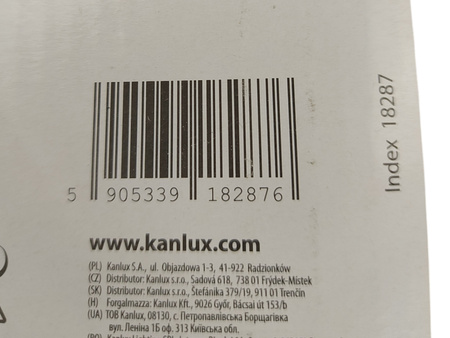 5 905339 182876
Index 18287
www.kanlux.com
(PL) Kanlux S.A., ul. Objazdowa 1-3, 41-922 Radzionków
(CZ) Distributor: Kanlux s.r.o., Sadová 618, 738 01 Frýdek-Místek
(SK) Distributor: Kanlux s.r.o., Štefánika 379/19, 911 01 Trenčín
(H) Forgalmazza: Kanlux Kft., 9026 Győr, Bácsai út 153/b
(UA) ТОВ Канлюкс, 08130, с. Петропавлівська Борщагівка
вул. Леніна 1Б оф. 313 Київська обл.